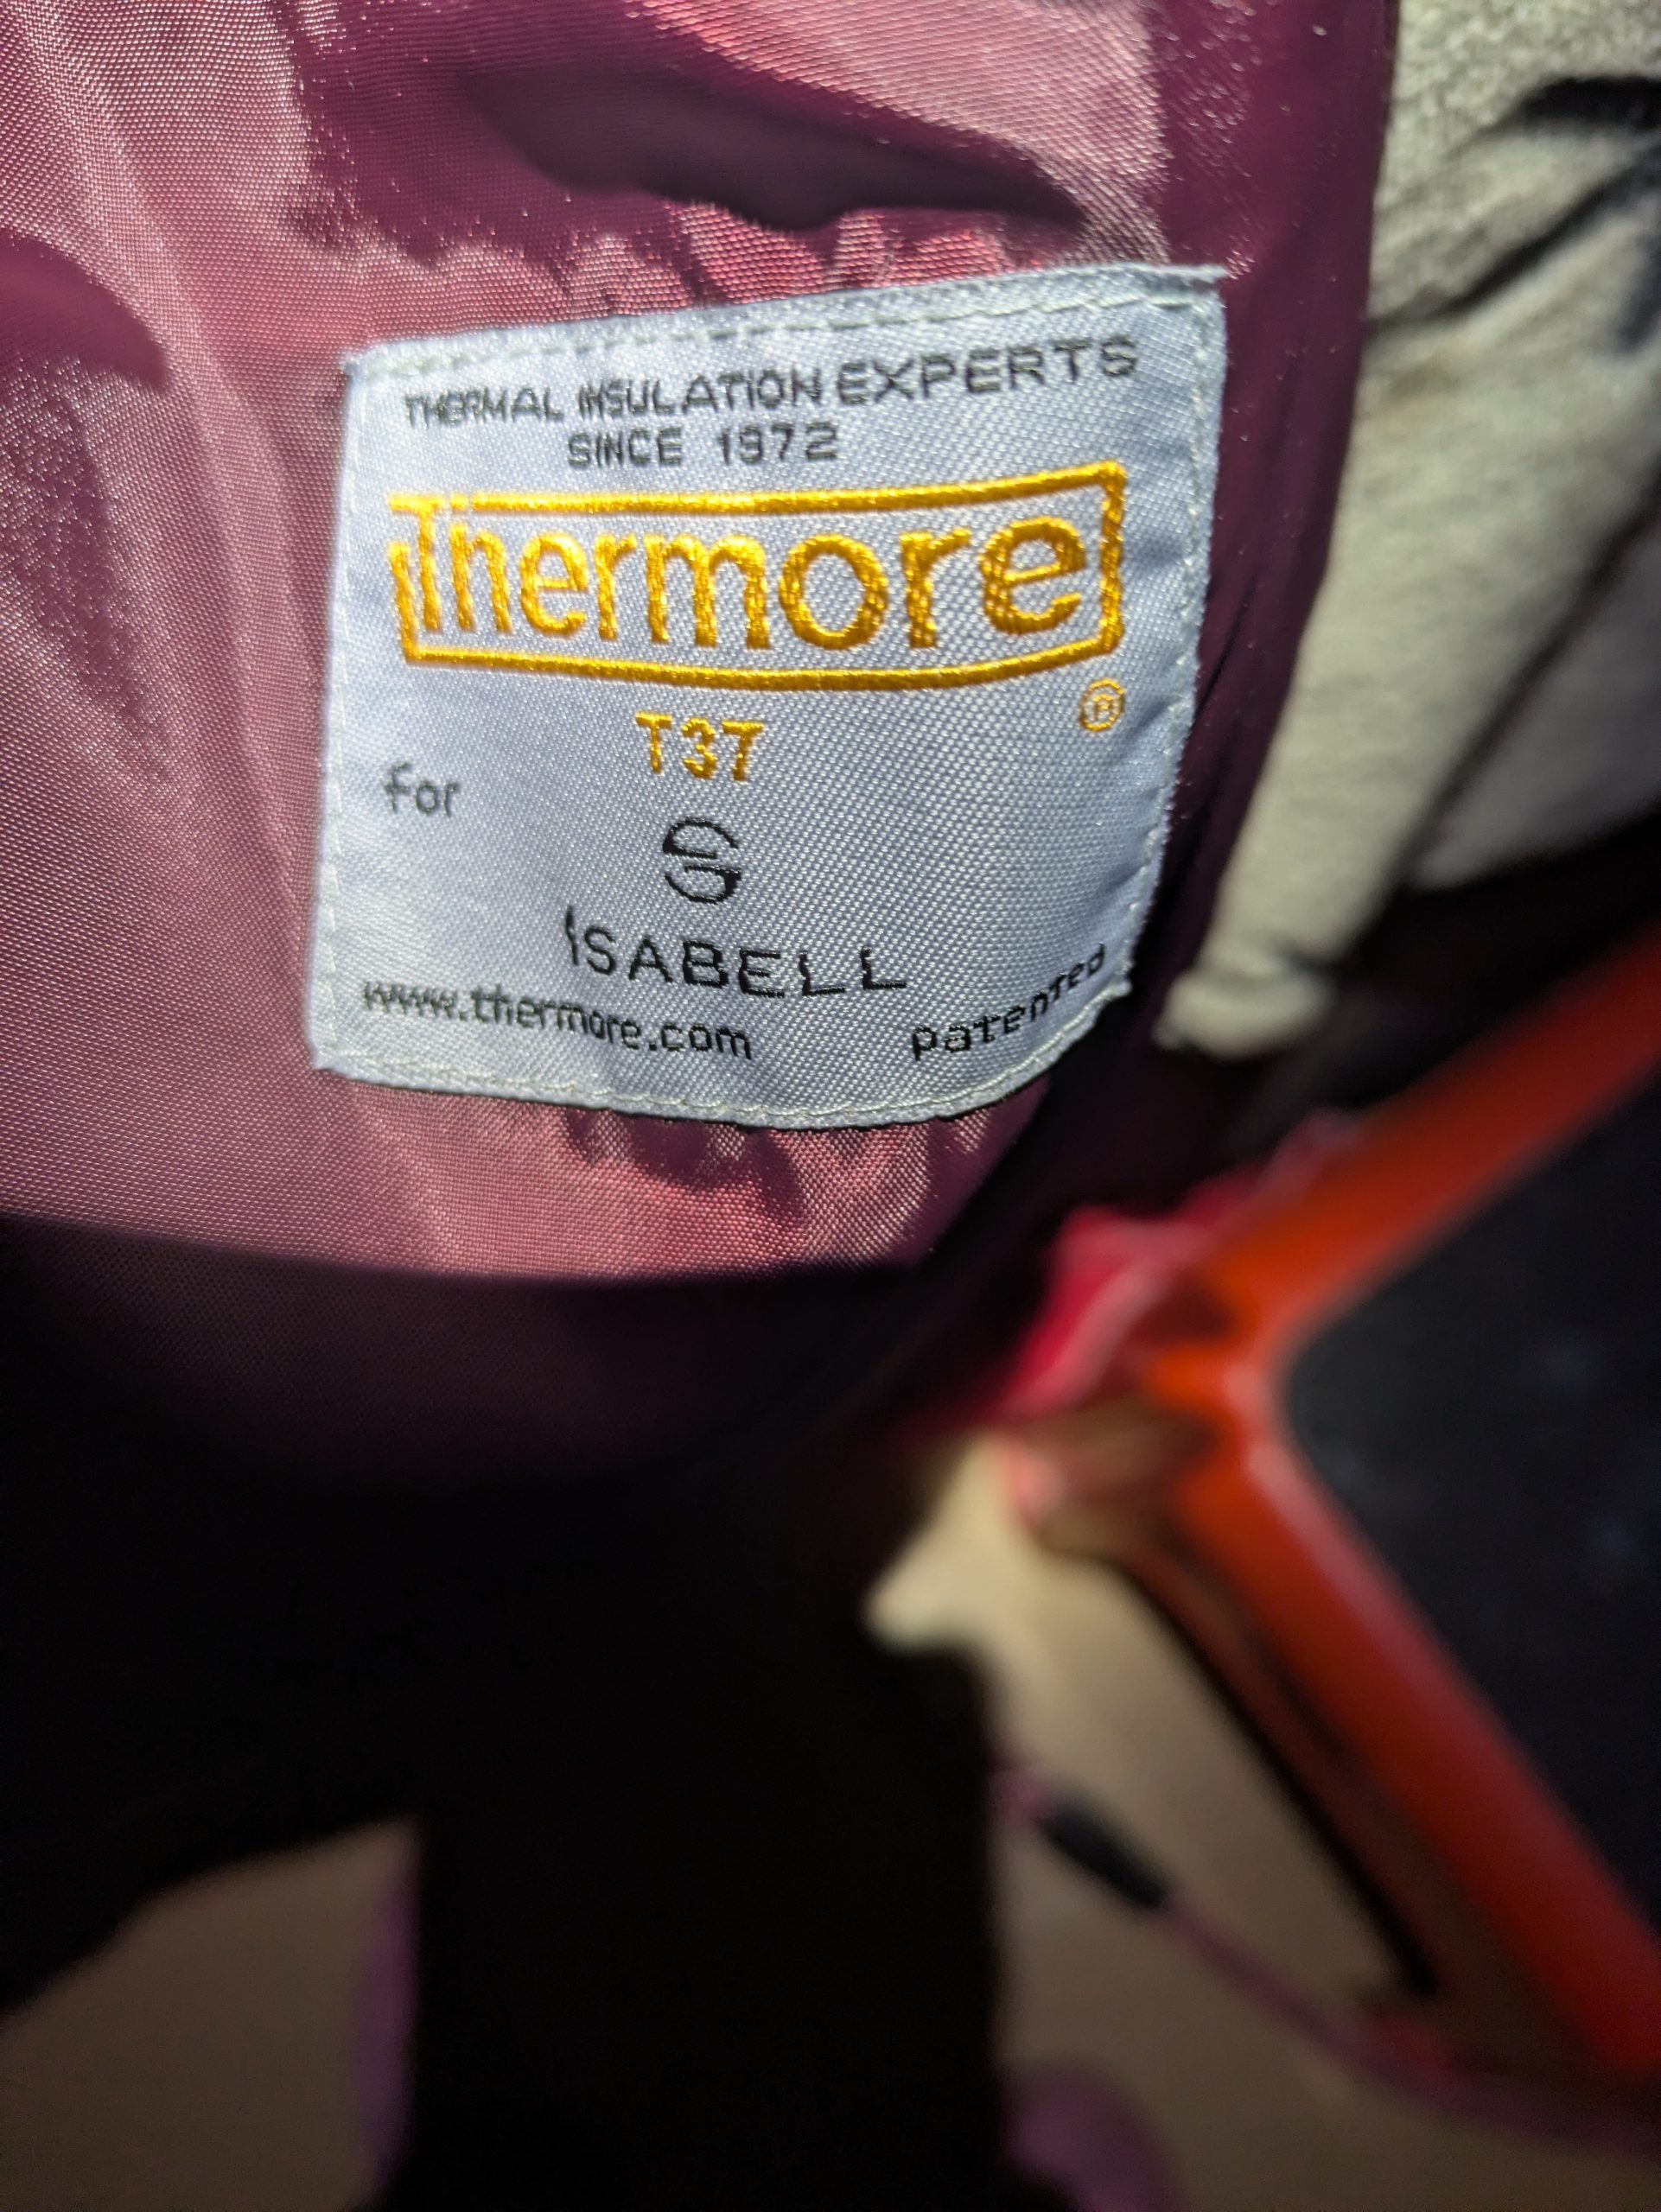 THERMAL INSULATION EXPERTS
SINCE 1972
Thermore
®
T37
for
ISABELL
www.thermore.com patented